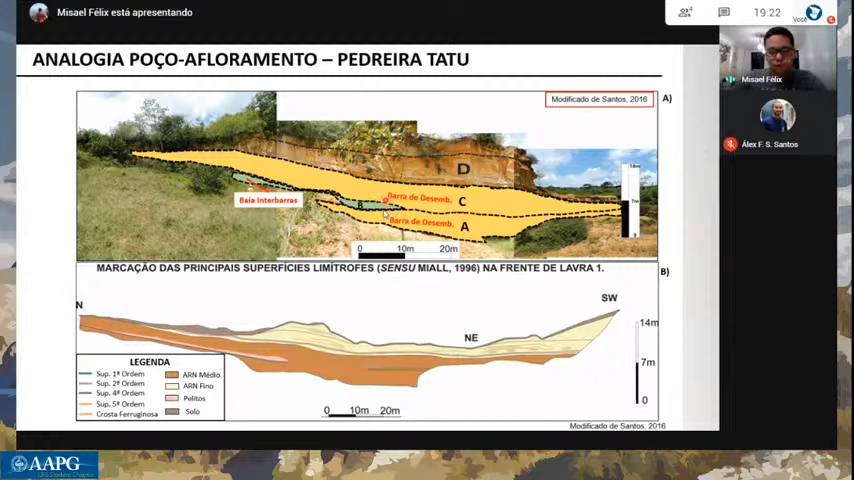 Misael Félix está apresentando
4
19:22
Você
ANALOGIA POÇO-AFLORAMENTO – PEDREIRA TATU
Modificado de Santos, 2016
A)
Misael Félix
Álex F. S. Santos
D
Barra de Desemb.
C
Baía Interbarras
B
Barra de Desemb.
A
14m
7m
0
0 10m 20m
MARCAÇÃO DAS PRINCIPAIS SUPERFÍCIES LIMÍTROFES (SENSU MIALL, 1996) NA FRENTE DE LAVRA 1.
B)
N
NE
SW
14m
7m
0
LEGENDA
Sup. 1ª Ordem
Sup. 2ª Ordem
Sup. 4ª Ordem
Sup. 5ª Ordem
Crosta Ferruginosa
ARN Médio
ARN Fino
Pelitos
Solo
0 10m 20m
Modificado de Santos, 2016
AAPG